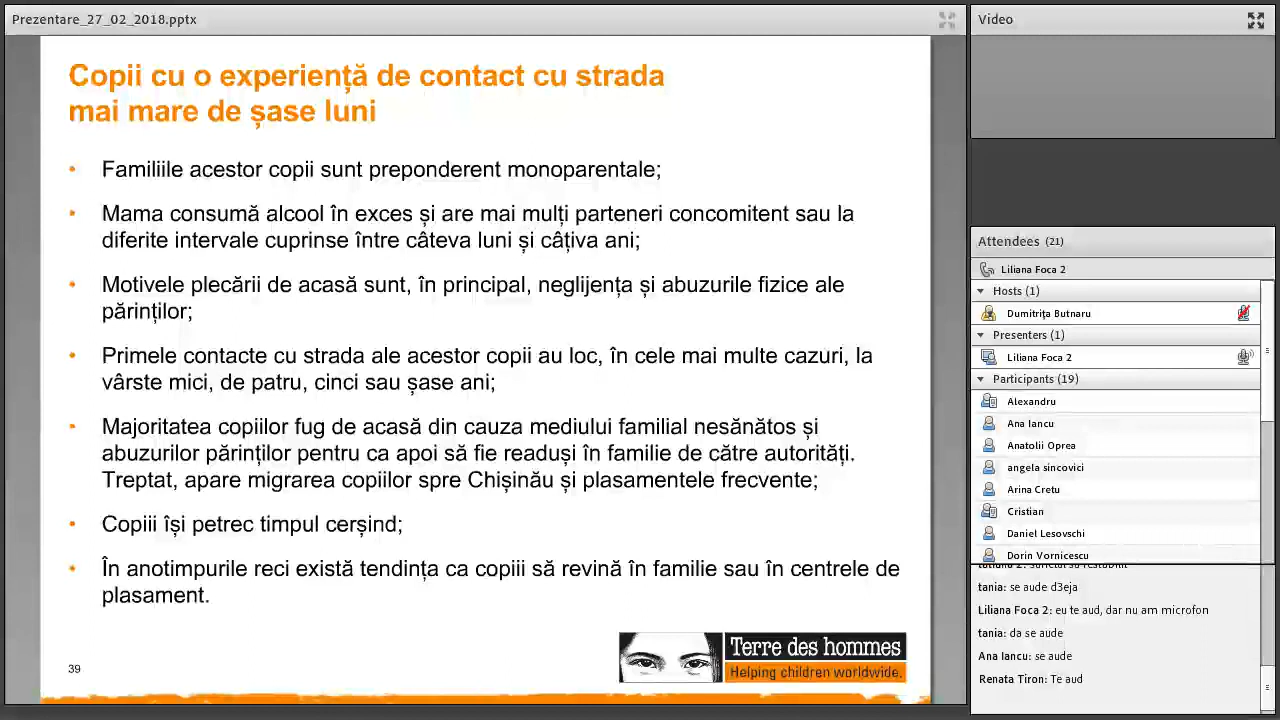 Prezentare_27_02_2018.pptx
Copii cu o experiență de contact cu strada
mai mare de șase luni
• Familiile acestor copii sunt preponderent monoparentale;
• Mama consumă alcool în exces și are mai mulți parteneri concomitent sau la
diferite intervale cuprinse între câteva luni și câțiva ani;
• Motivele plecării de acasă sunt, în principal, neglijența și abuzurile fizice ale
părinților;
• Primele contacte cu strada ale acestor copii au loc, în cele mai multe cazuri, la
vârste mici, de patru, cinci sau șase ani;
• Majoritatea copiilor fug de acasă din cauza mediului familial nesănătos și
abuzurilor părinților pentru ca apoi să fie readuși în familie de către autorități.
Treptat, apare migrarea copiilor spre Chișinău și plasamentele frecvente;
• Copiii își petrec timpul cerșind;
• În anotimpurile reci există tendința ca copiii să revină în familie sau în centrele de
plasament.
39
Terre des hommes
Helping children worldwide.
Video
Attendees (21)
Liliana Foca 2
Hosts (1)
Dumitrița Butnaru
Presenters (1)
Liliana Foca 2
Participants (19)
Alexandru
Ana Iancu
Anatolii Oprea
angela sincovici
Arina Cretu
Cristian
Daniel Lesovschi
Dorin Vornicescu
tania: se aude d3eja
Liliana Foca 2: eu te aud, dar nu am microfon
tania: da se aude
Ana Iancu: se aude
Renata Tiron: Te aud